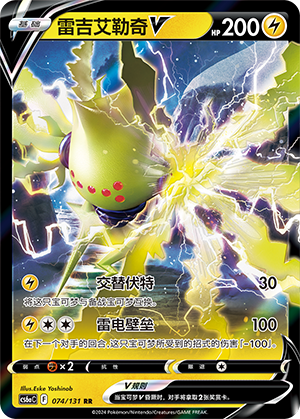 基础
雷吉艾勒奇V
HP 200
交替伏特 30
将这只宝可梦与备战宝可梦互换。
雷电壁垒 100
在下一个对手的回合，这只宝可梦所受到的招式的伤害「-100」。
弱点 ×2 抗性 撤退
V规则
当宝可梦V昏厥时，对手将拿取2张奖赏卡。
Illus.Eske Yoshinob
CS6aC F 074/131 RR
©2024 Pokémon/Nintendo/Creatures/GAME FREAK.